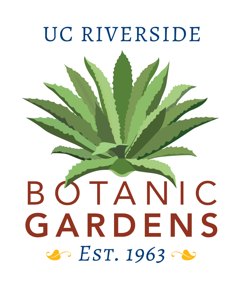 UC RIVERSIDE
BOTANIC
GARDENS
Est. 1963